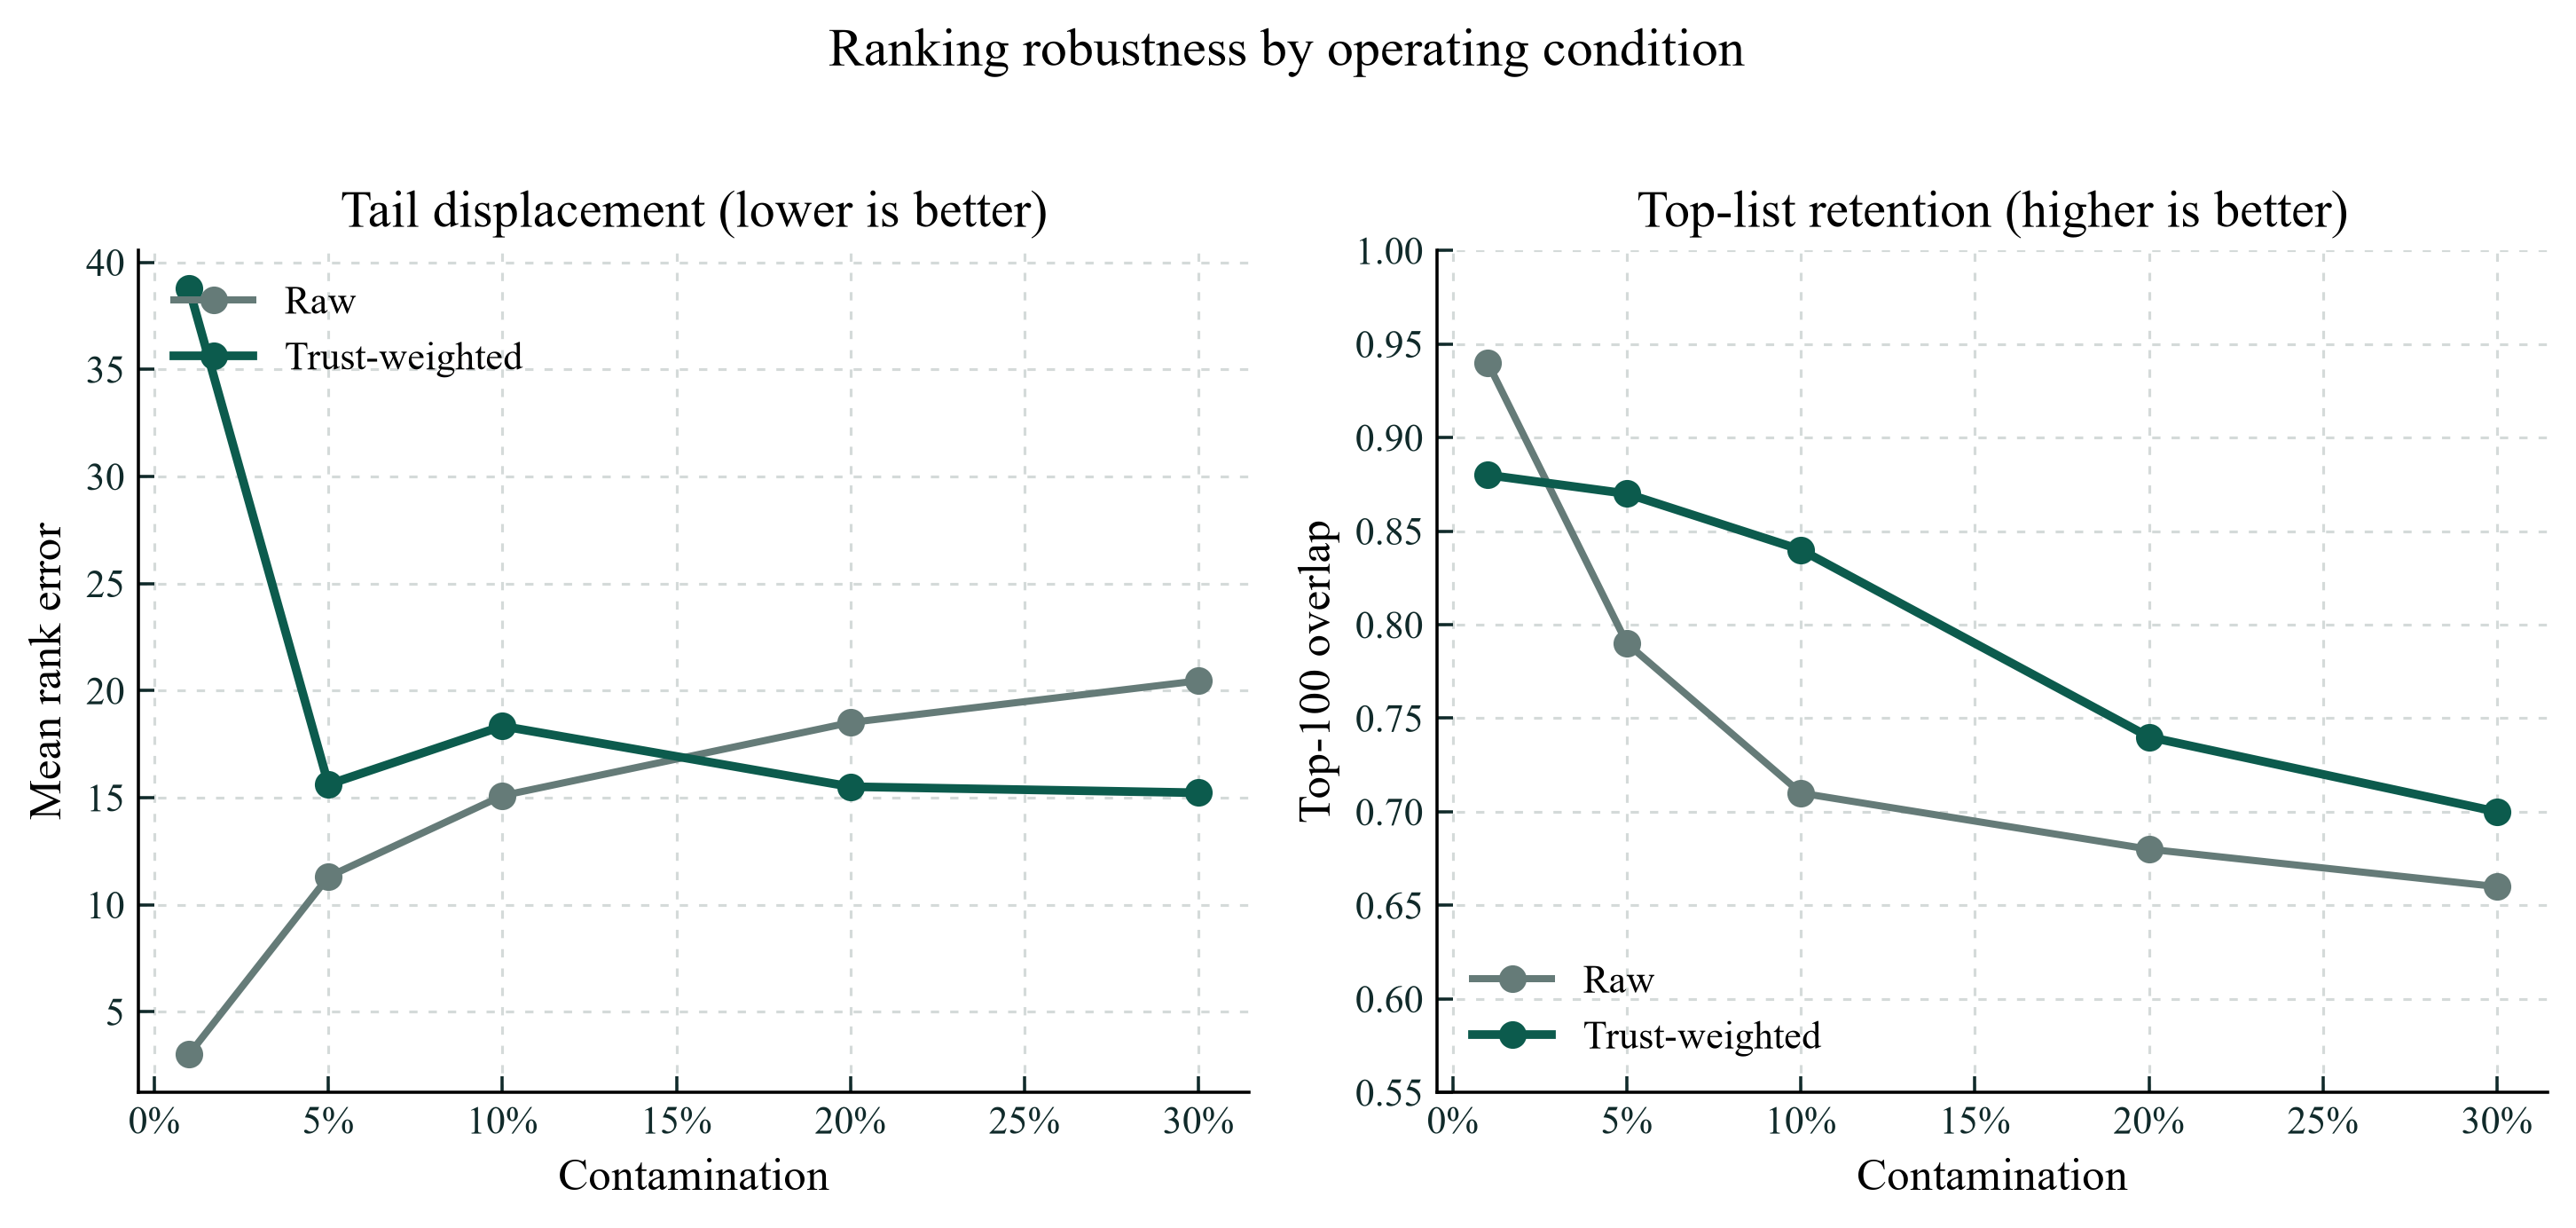 Ranking robustness by operating condition
Tail displacement (lower is better)
40
35
30
25
20
15
10
5
Mean rank error
Raw
Trust-weighted
0% 5% 10% 15% 20% 25% 30%
Contamination
Top-list retention (higher is better)
1.00
0.95
0.90
0.85
0.80
0.75
0.70
0.65
0.60
0.55
Top-100 overlap
Raw
Trust-weighted
0% 5% 10% 15% 20% 25% 30%
Contamination